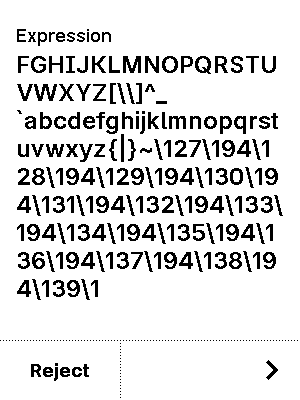 Expression
FGHIJKLMNOPQRSTU
VWXYZ[\\]^_
`abcdefghijklmnopqrst
uvwxyz{|}~\127\194\1
28\194\129\194\130\19
4\131\194\132\194\133\
194\134\194\135\194\1
36\194\137\194\138\19
4\139\1
Reject